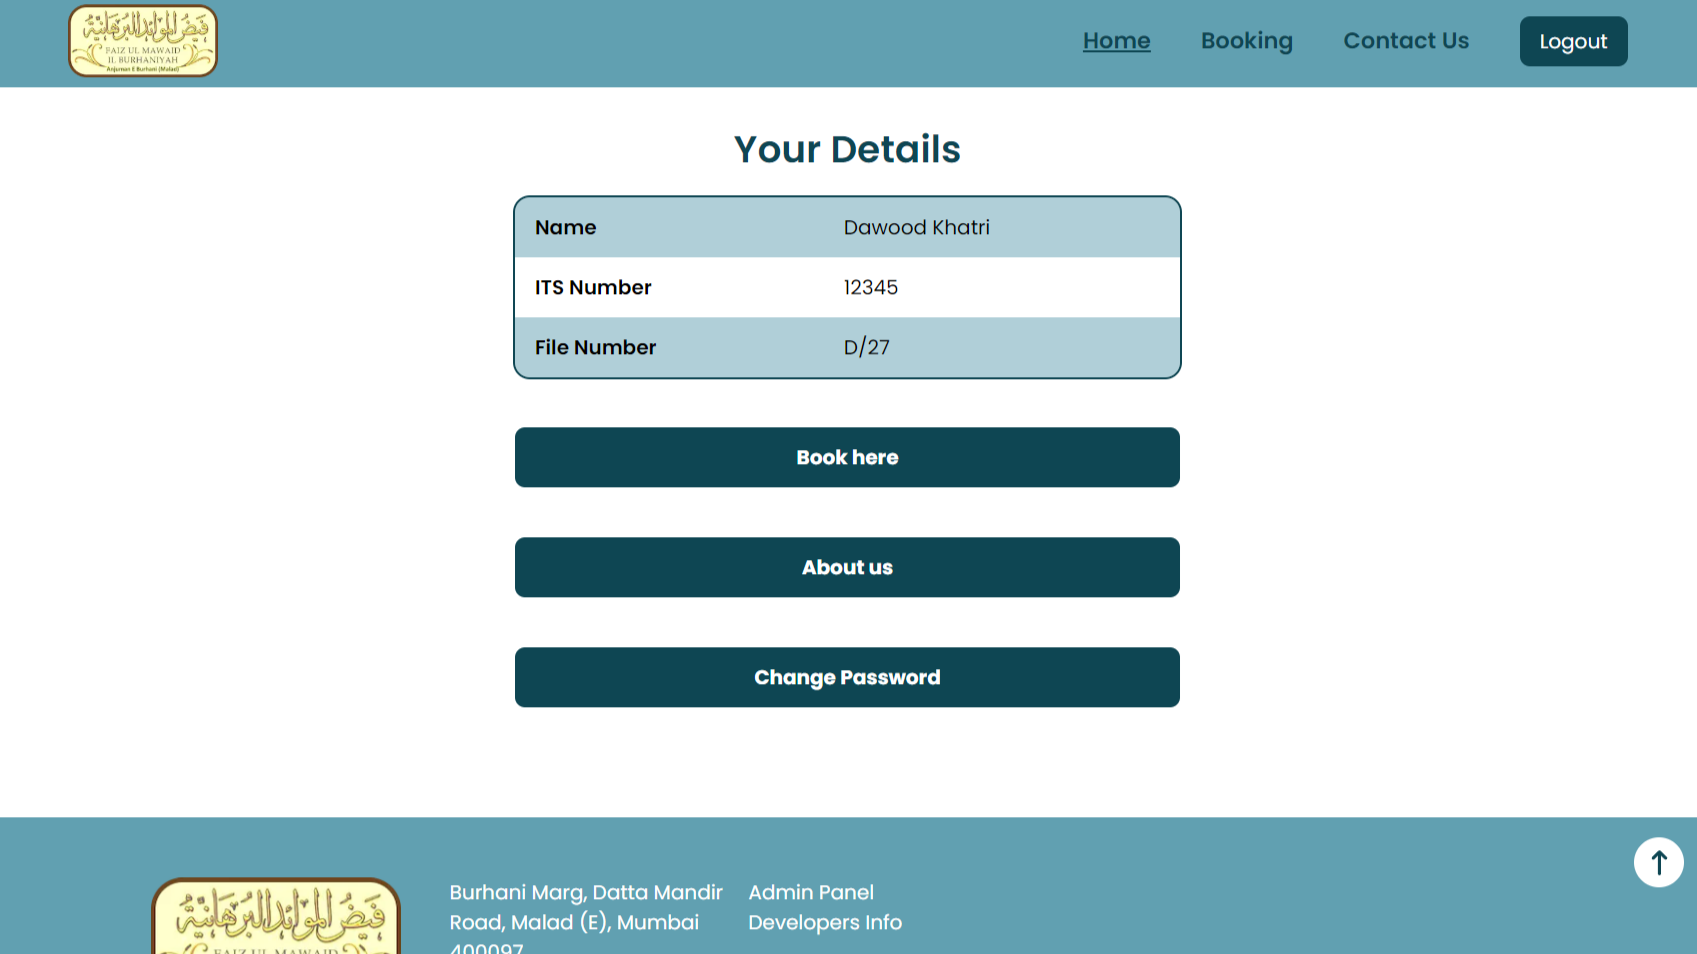 فيض الموائد البرهانية
FAIZ UL MAWAID
IL BURHANIYAH
Anjuman E Burhani (Malad)
Home
Booking
Contact Us
Logout
Your Details
Name Dawood Khatri
ITS Number 12345
File Number D/27
Book here
About us
Change Password
فيض الموائد البرهانية
FAIZ UL MAWAID
Burhani Marg, Datta Mandir
Road, Malad (E), Mumbai
400097
Admin Panel
Developers Info